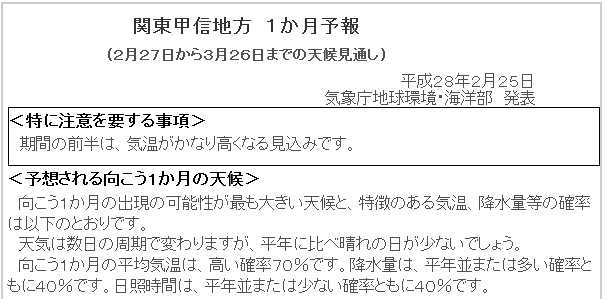 関東甲信地方 1か月予報
(2月27日から3月26日までの天候見通し)
平成28年2月25日
気象庁地球環境・海洋部 発表
<特に注意を要する事項>
期間の前半は、気温がかなり高くなる見込みです。
<予想される向こう1か月の天候>
向こう1か月の出現の可能性が最も大きい天候と、特徴のある気温、降水量等の確率
は以下のとおりです。
天気は数日の周期で変わりますが、平年に比べ晴れの日が少ないでしょう。
向こう1か月の平均気温は、高い確率70%です。降水量は、平年並または多い確率と
もに40%です。日照時間は、平年並または少ない確率ともに40%です。